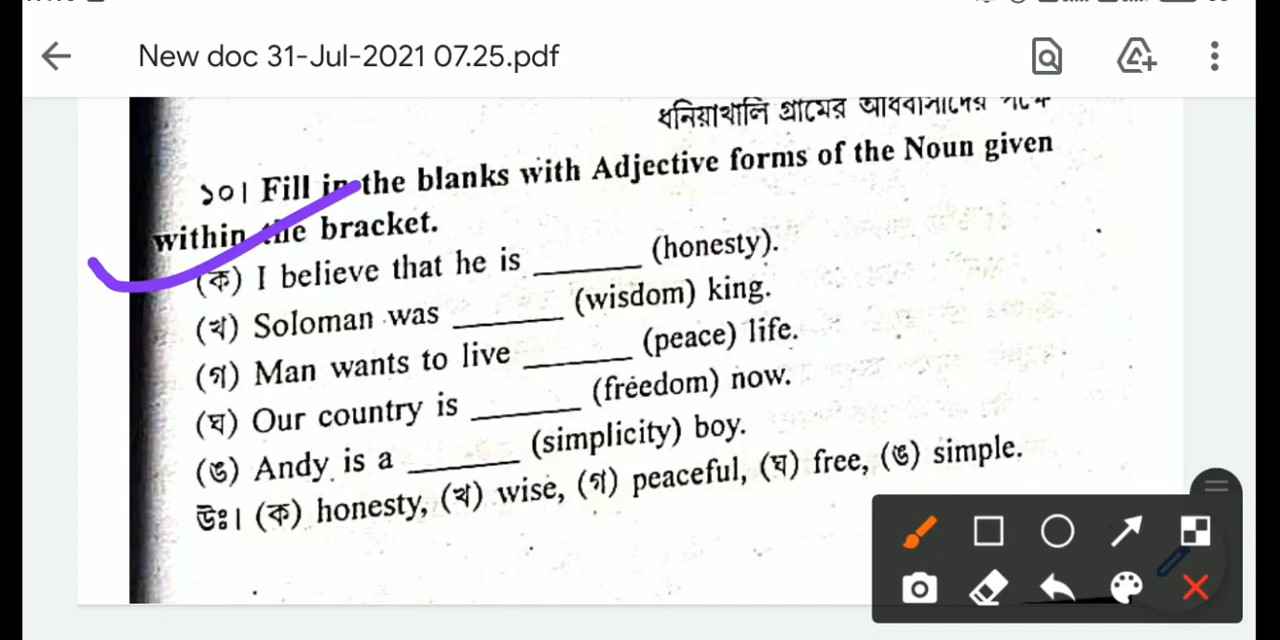 New doc 31-Jul-2021 07.25.pdf
ধনিয়াখালি গ্রামের
১০। Fill in the blanks with Adjective forms of the Noun given
within the bracket.
(ক) I believe that he is ______ (honesty).
(খ) Soloman was ______ (wisdom) king.
(গ) Man wants to live ______ (peace) life.
(ঘ) Our country is ______ (freedom) now.
(ঙ) Andy is a ______ (simplicity) boy.
উঃ। (ক) honesty, (খ) wise, (গ) peaceful, (ঘ) free, (ঙ) simple.